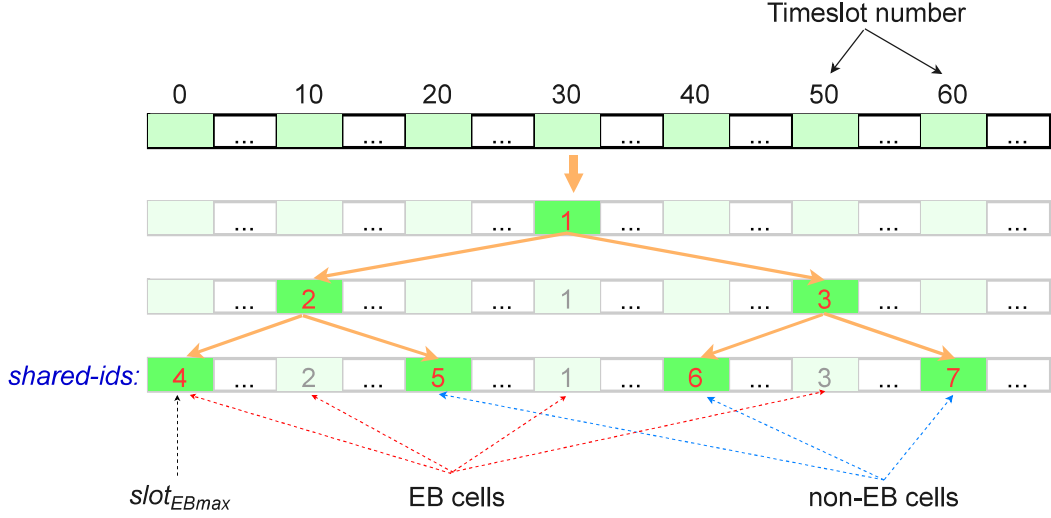 Timeslot number
0 10 20 30 40 50 60
... ... ... ... ... ... ...
... ... ... 1 ... ... ... ...
... 2 ... ... 1 ... ... 3 ... ...
shared-ids: 4 ... 2 ... 5 ... 1 ... 6 ... 3 ... 7 ...
slot_EBmax EB cells non-EB cells